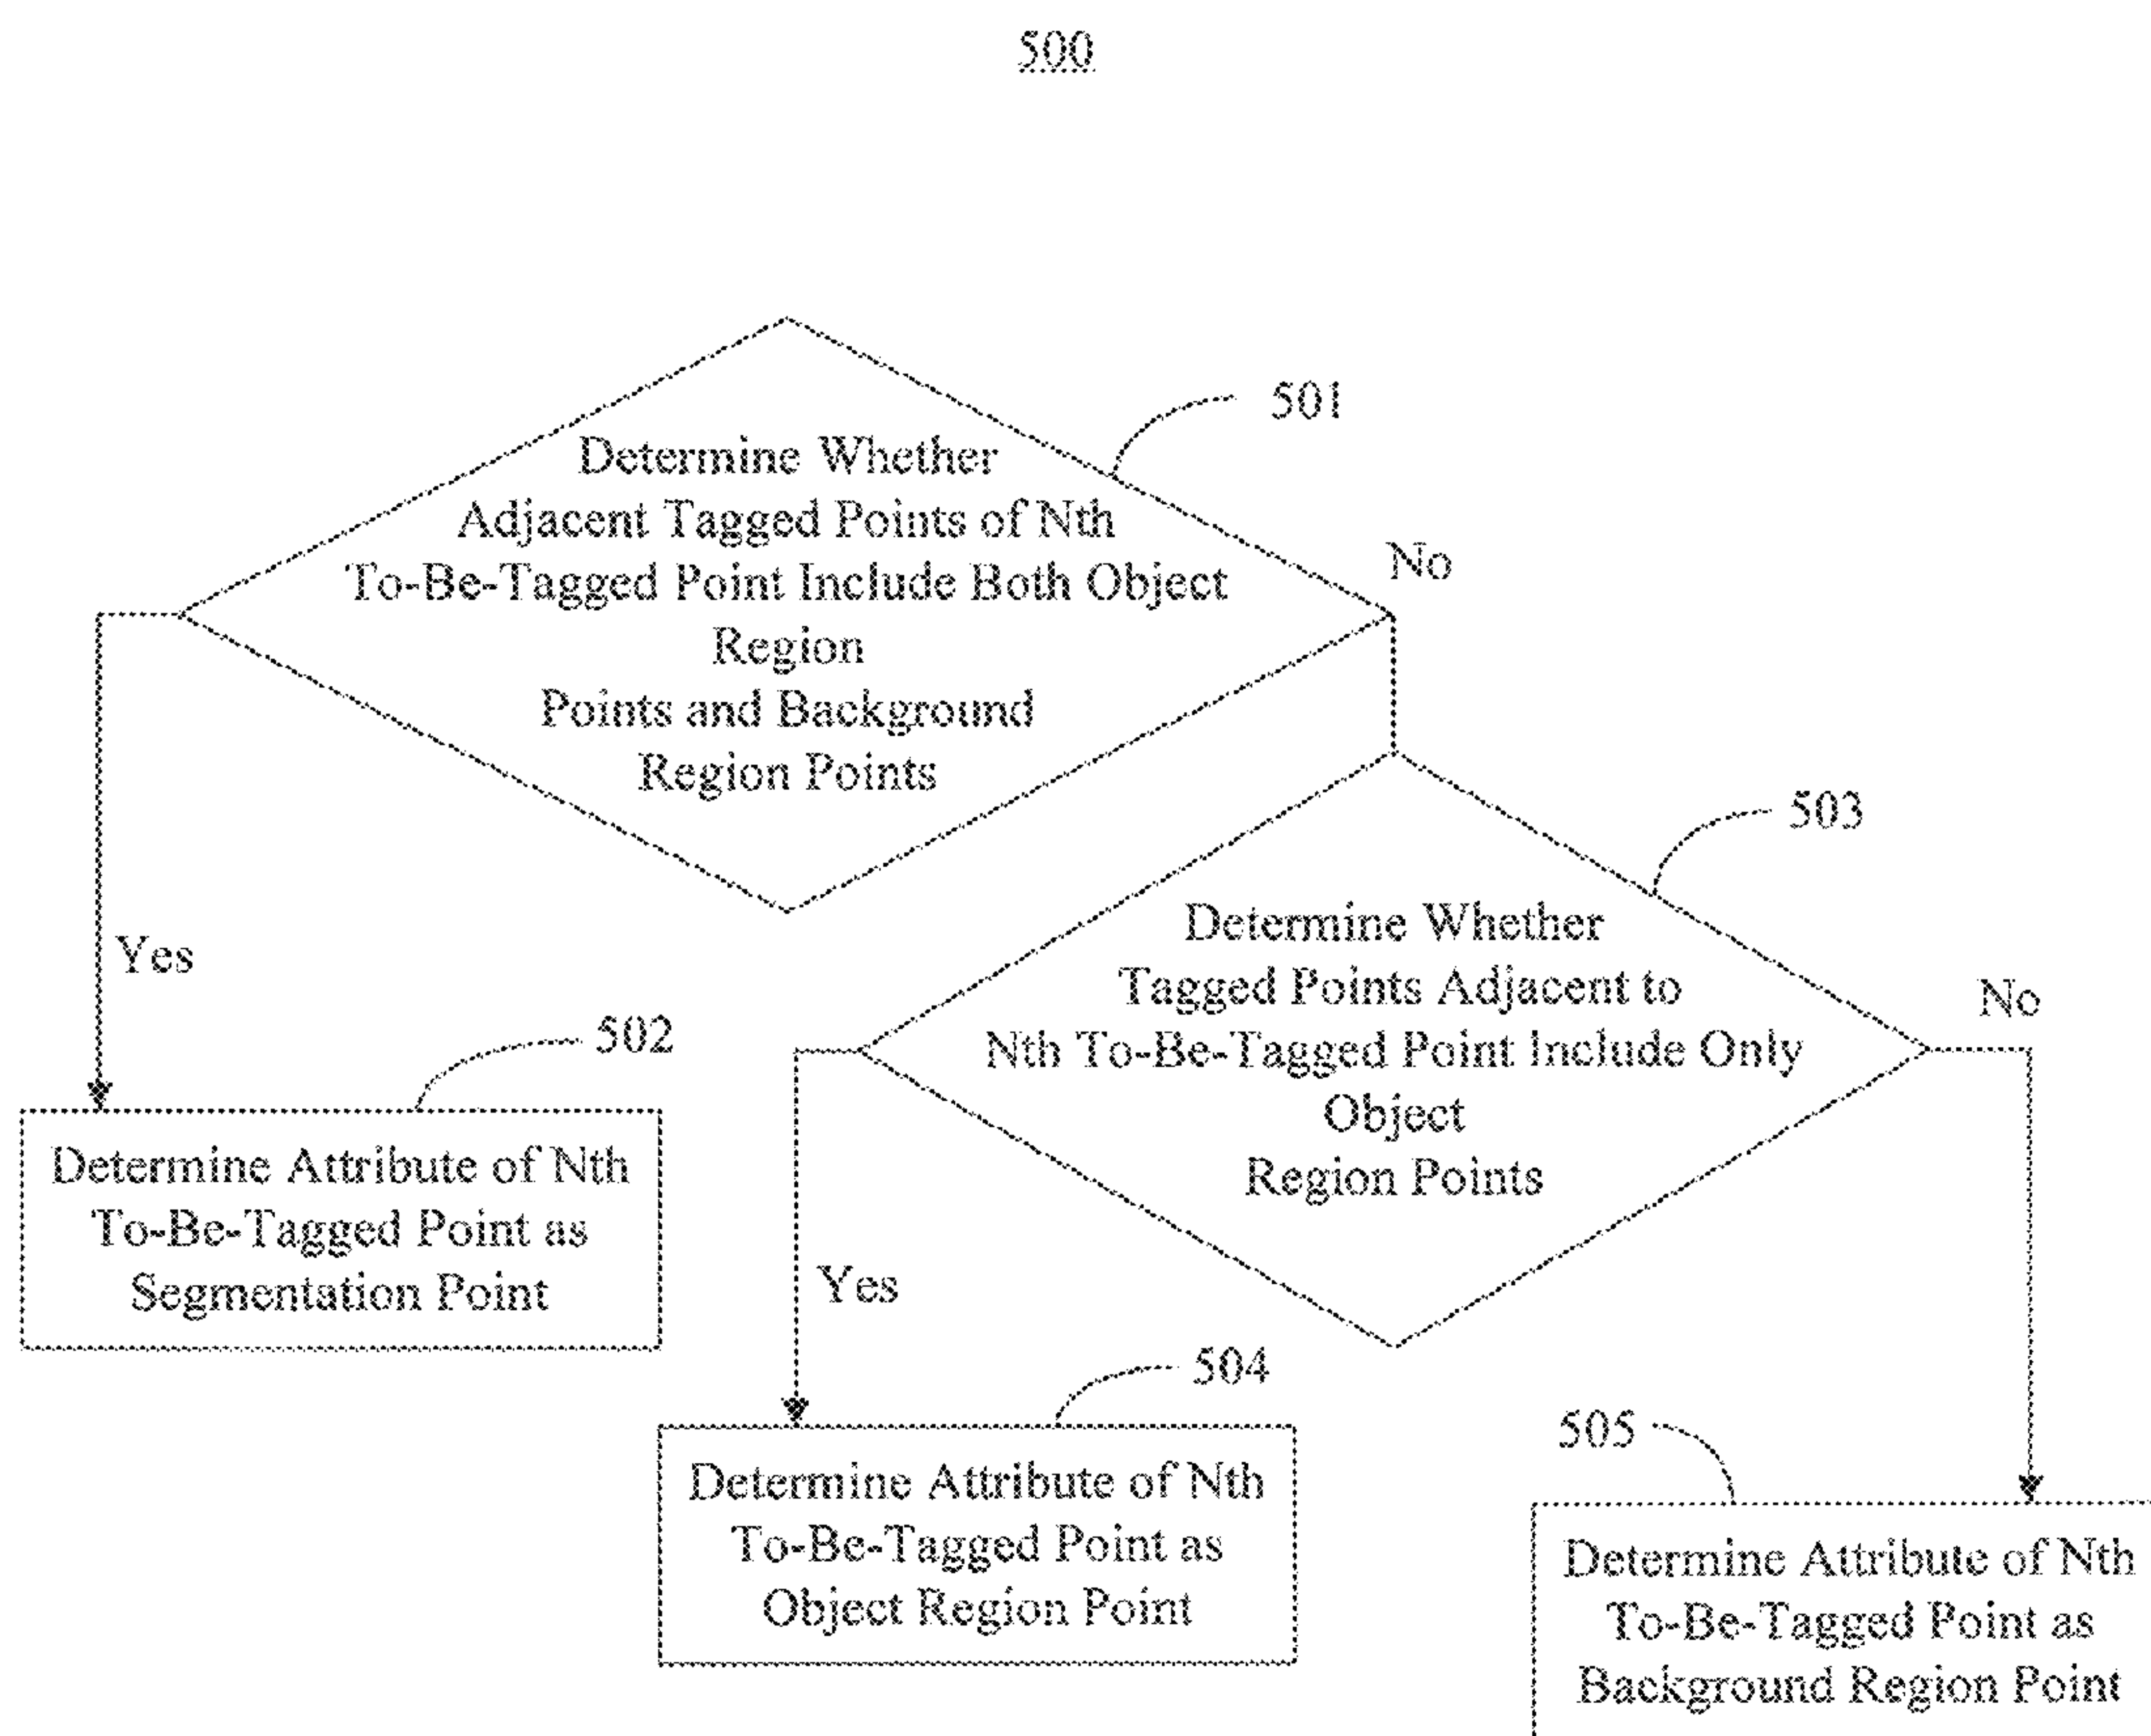 500
501
Determine Whether
Adjacent Tagged Points of Nth
To-Be-Tagged Point Include Both Object
Region
Points and Background
Region Points
No
Yes
503
Determine Whether
Tagged Points Adjacent to
Nth To-Be-Tagged Point Include Only
Object
Region Points
No
Yes
502
Determine Attribute of Nth
To-Be-Tagged Point as
Segmentation Point
504
Determine Attribute of Nth
To-Be-Tagged Point as
Object Region Point
505
Determine Attribute of Nth
To-Be-Tagged Point as
Background Region Point